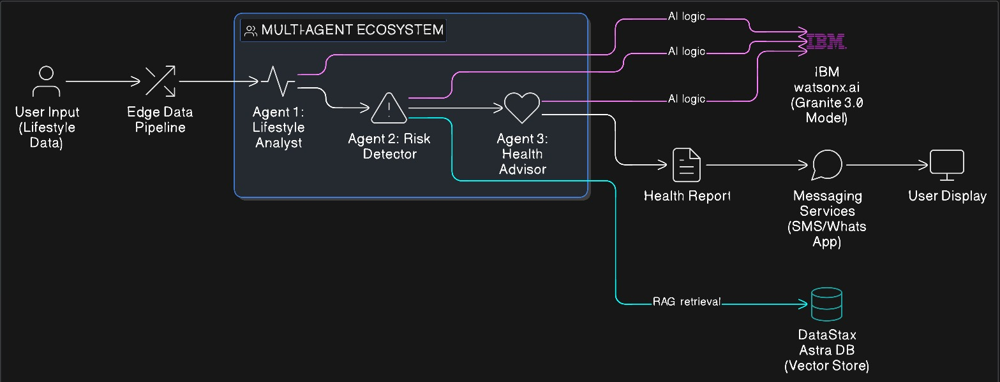 MULTI-AGENT ECOSYSTEM
AI logic
AI logic
AI logic
IBM
IBM
watsonx.ai
(Granite 3.0
Model)
User Input
(Lifestyle
Data)
Edge Data
Pipeline
Agent 1:
Lifestyle
Analyst
Agent 2: Risk
Detector
Agent 3:
Health
Advisor
Health Report
Messaging
Services
(SMS/Whats
App)
User Display
RAG retrieval
DataStax
Astra DB
(Vector Store)